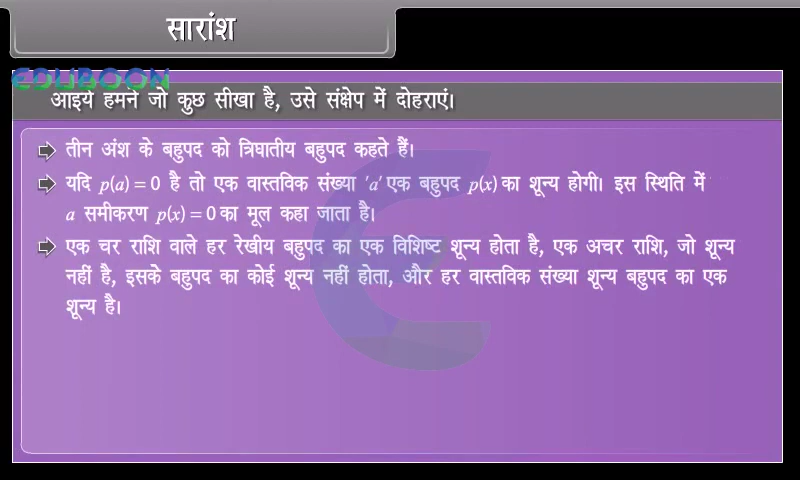 सारांश
EDUBOON
आइये हमने जो कुछ सीखा है, उसे संक्षेप में दोहराएं।
तीन अंश के बहुपद को त्रिघातीय बहुपद कहते हैं।
यदि p(a) = 0 है तो एक वास्तविक संख्या 'a' एक बहुपद p(x) का शून्य होगी। इस स्थिति में
a समीकरण p(x) = 0 का मूल कहा जाता है।
एक चर राशि वाले हर रेखीय बहुपद का एक विशिष्ट शून्य होता है, एक अचर राशि, जो शून्य
नहीं है, इसके बहुपद का कोई शून्य नहीं होता, और हर वास्तविक संख्या शून्य बहुपद का एक
शून्य है।